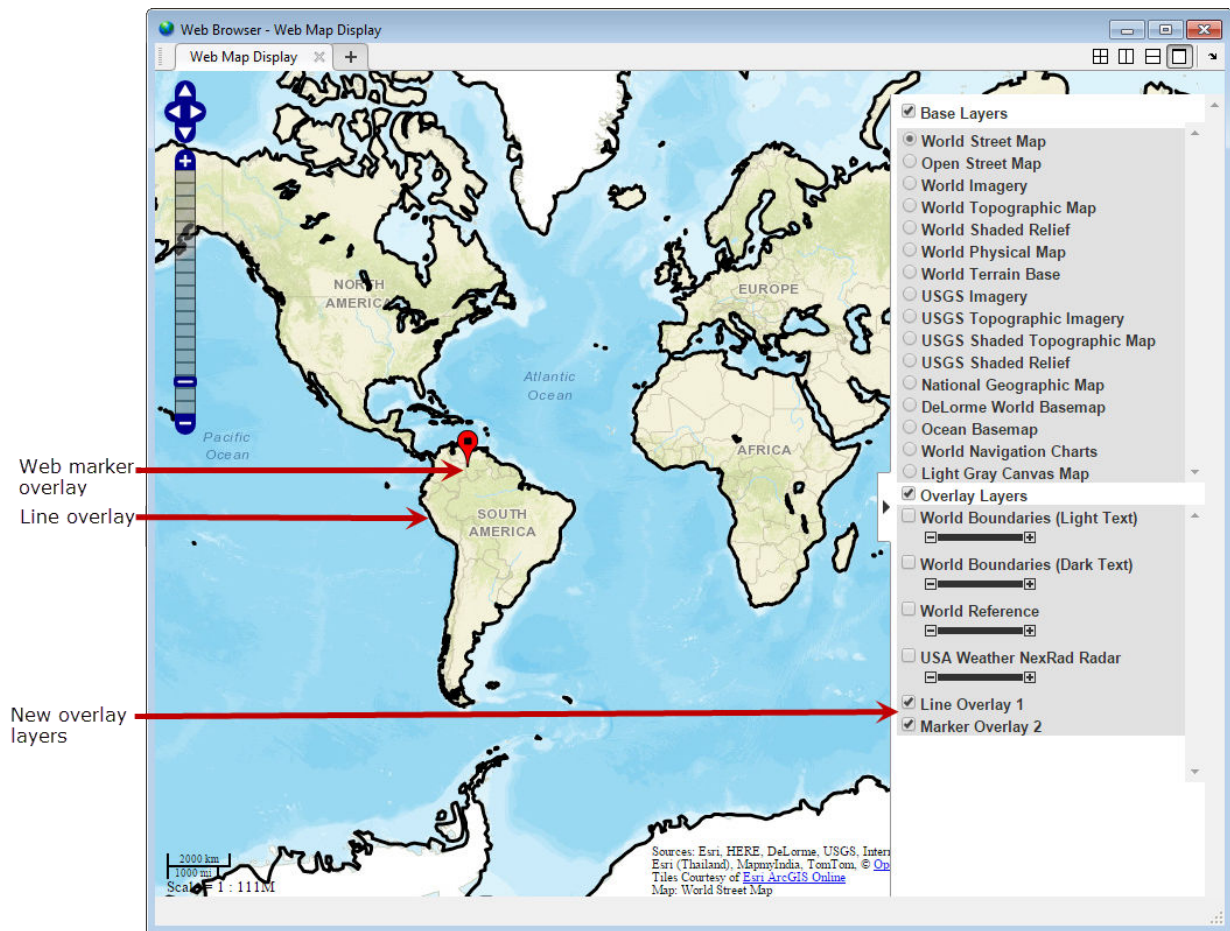 Web Browser - Web Map Display
Web Map Display
Base Layers
World Street Map
Open Street Map
World Imagery
World Topographic Map
World Shaded Relief
World Physical Map
World Terrain Base
USGS Imagery
USGS Topographic Imagery
USGS Shaded Topographic Map
USGS Shaded Relief
National Geographic Map
DeLorme World Basemap
Ocean Basemap
World Navigation Charts
Light Gray Canvas Map
Overlay Layers
World Boundaries (Light Text)
World Boundaries (Dark Text)
World Reference
USA Weather NexRad Radar
Line Overlay 1
Marker Overlay 2
NORTH
AMERICA
EUROPE
Atlantic
Ocean
Pacific
Ocean
AFRICA
SOUTH
AMERICA
Web marker
overlay
Line overlay
New overlay
layers
2000 km
1000 mi
Scale = 1 : 111M
Sources: Esri, HERE, DeLorme, USGS, Inter
Esri (Thailand), MapmyIndia, TomTom, © Op
Tiles Courtesy of Esri ArcGIS Online
Map: World Street Map